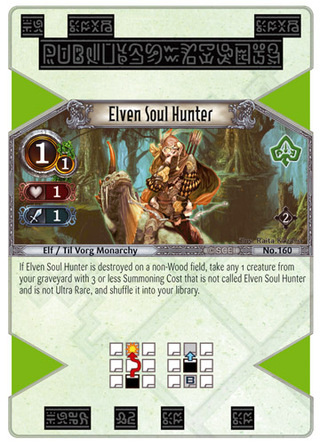 Elven Soul Hunter
1
1
1
1
2
Elf / Til Vorg Monarchy
No.160
If Elven Soul Hunter is destroyed on a non-Wood field, take any 1 creature from
your graveyard with 3 or less Summoning Cost that is not called Elven Soul Hunter
and is not Ultra Rare, and shuffle it into your library.